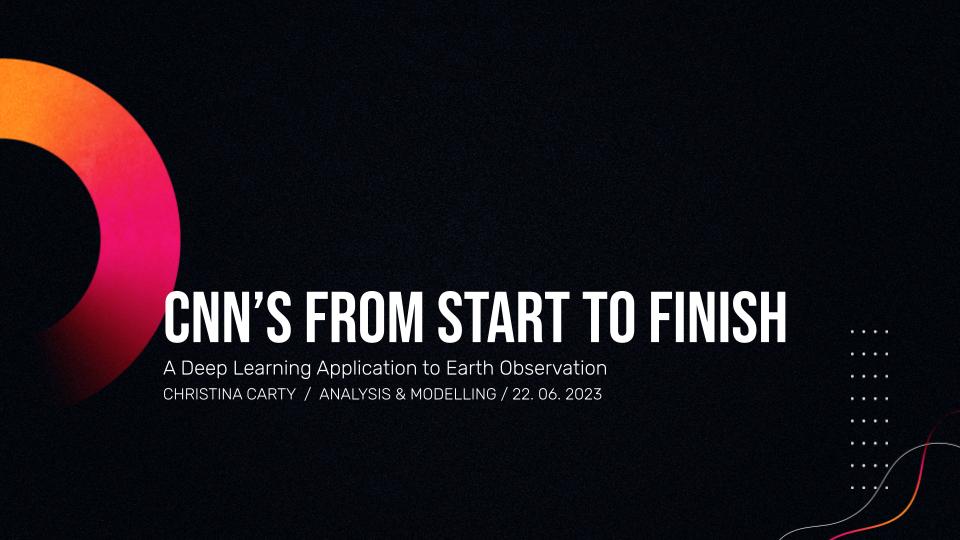 CNN’S FROM START TO FINISH
A Deep Learning Application to Earth Observation
CHRISTINA CARTY / ANALYSIS & MODELLING / 22. 06. 2023